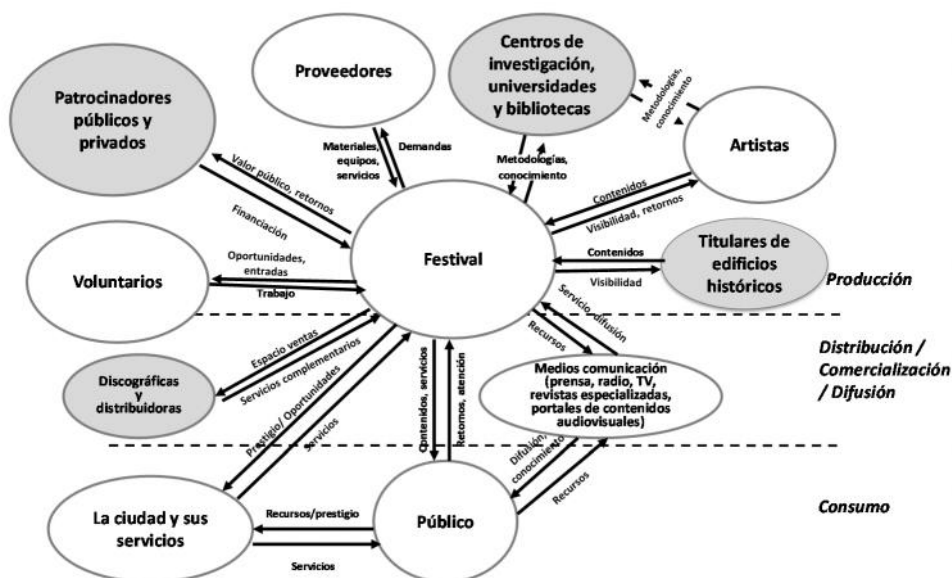 Centros de
investigación,
universidades
y bibliotecas
Proveedores
Patrocinadores
públicos y
privados
Metodologías,
conocimiento
Artistas
Materiales,
equipos,
servicios
Demandas
Metodologías,
conocimiento
Valor público, retornos
Financiación
Contenidos
Visibilidad, retornos
Festival
Titulares de
edificios
históricos
Contenidos
Visibilidad
Voluntarios
Oportunidades,
entradas
Trabajo
Producción
Servicio, difusión
Recursos
Espacio ventas
Servicios complementarios
Discográficas
y
distribuidoras
Prestigio/ Oportunidades
Servicios
Contenidos, servicios
Retornos, atención
Medios comunicación
(prensa, radio, TV,
revistas especializadas,
portales de contenidos
audiovisuales)
Distribución /
Comercialización
/ Difusión
Difusión,
conocimiento
Recursos
La ciudad y sus
servicios
Recursos/prestigio
Servicios
Público
Consumo